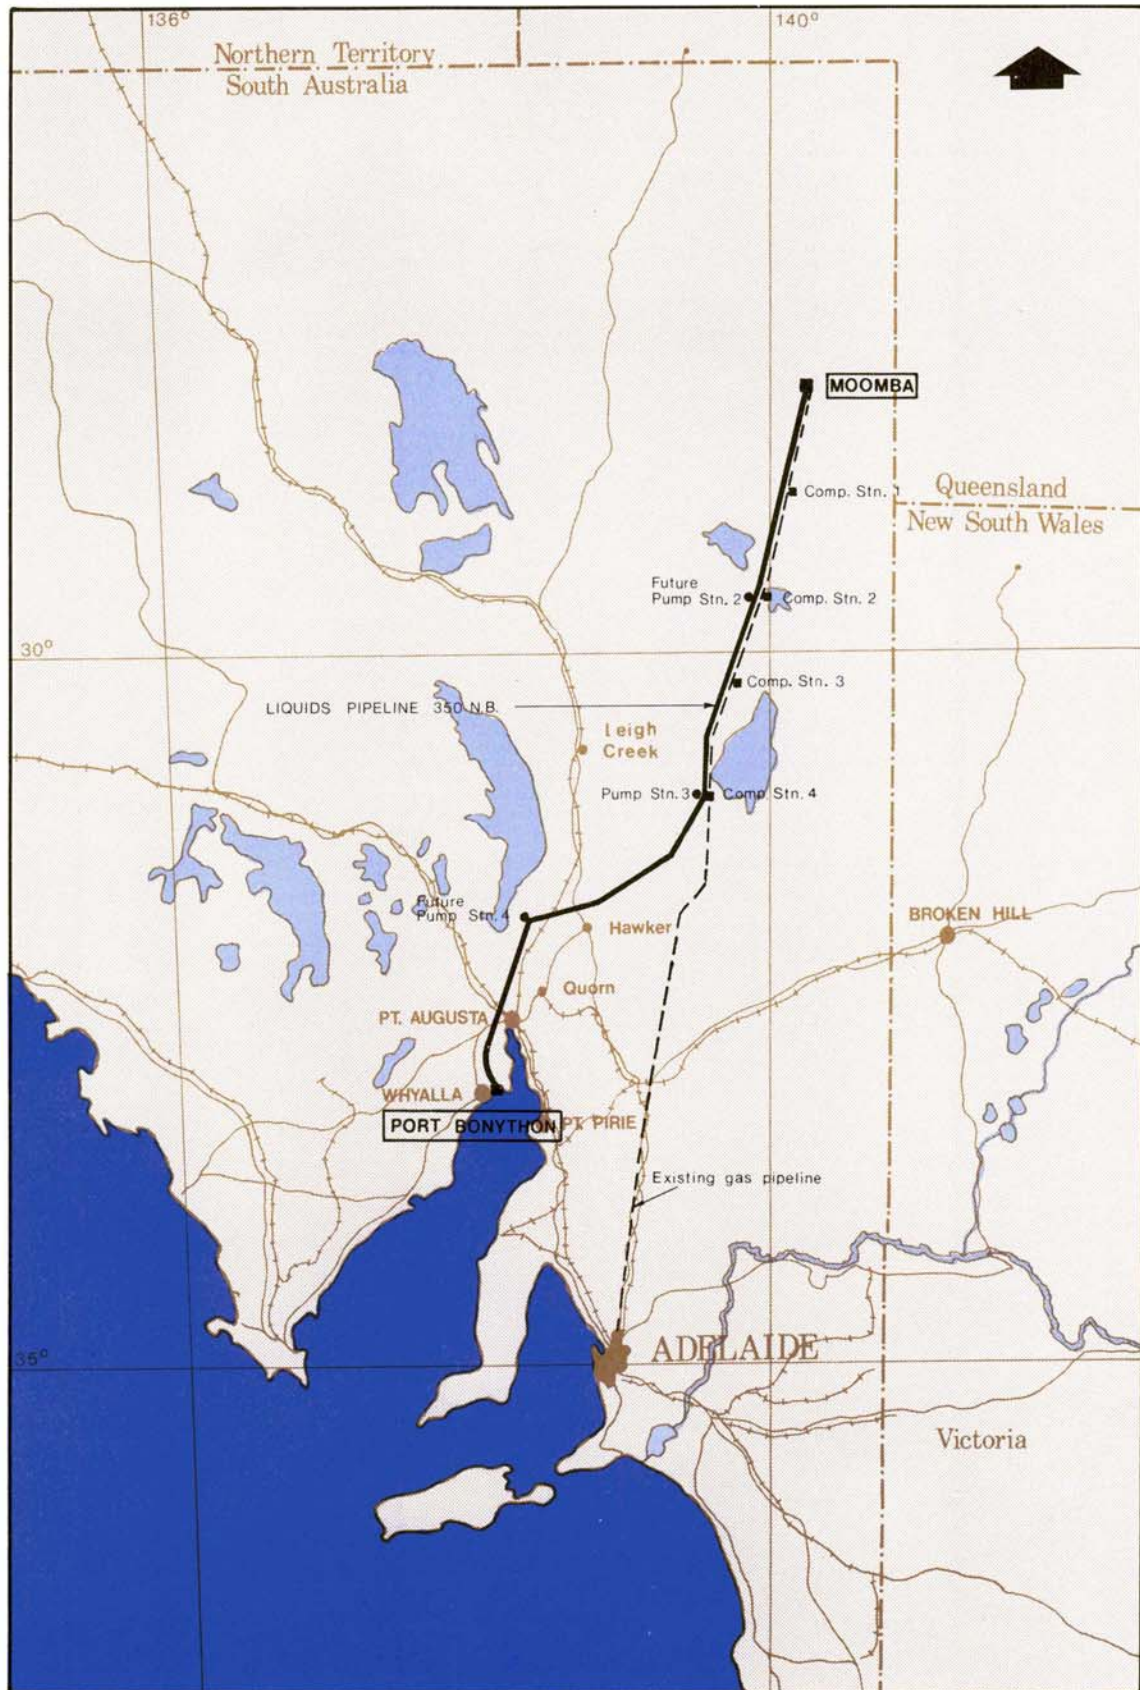 136°
140°
Northern Territory
South Australia
MOOMBA
Comp. Stn. 1
Queensland
New South Wales
Future
Pump Stn. 2
Comp. Stn. 2
30°
Comp. Stn. 3
LIQUIDS PIPELINE 350 N.B.
Leigh
Creek
Pump Stn. 3
Comp Stn. 4
Future
Pump Stn. 4
BROKEN HILL
Hawker
Quorn
PT. AUGUSTA
WHYALLA
PORT BONYTHON
PT. PIRIE
Existing gas pipeline
ADELAIDE
35°
Victoria